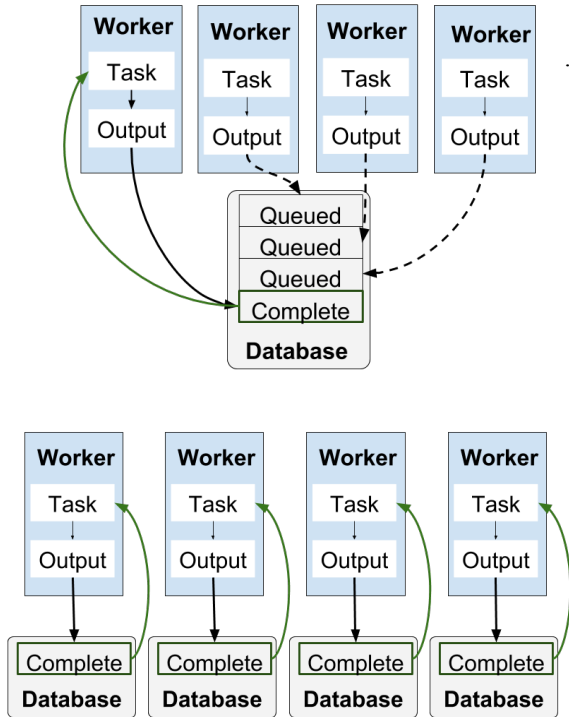 Worker
Worker
Worker
Worker
Task
Task
Task
Task
Output
Output
Output
Output
Queued
Queued
Queued
Complete
Database
Worker
Worker
Worker
Worker
Task
Task
Task
Task
Output
Output
Output
Output
Complete
Complete
Complete
Complete
Database
Database
Database
Database